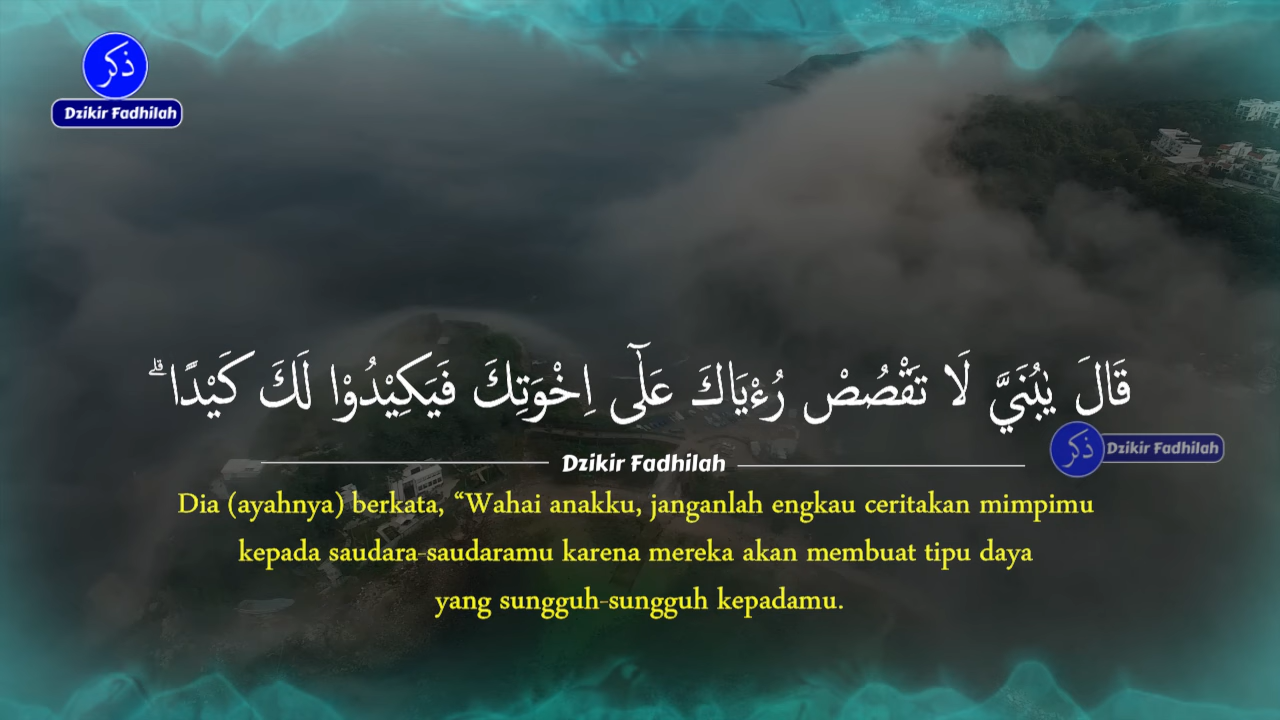 ذكر
Dzikir Fadhilah
قَالَ يٰبُنَيَّ لَا تَقْصُصْ رُءْيَاكَ عَلٰٓى اِخْوَتِكَ فَيَكِيْدُوْا لَكَ كَيْدًا ۗ
ذكر Dzikir Fadhilah
Dzikir Fadhilah
Dia (ayahnya) berkata, “Wahai anakku, janganlah engkau ceritakan mimpimu
kepada saudara-saudaramu karena mereka akan membuat tipu daya
yang sungguh-sungguh kepadamu.